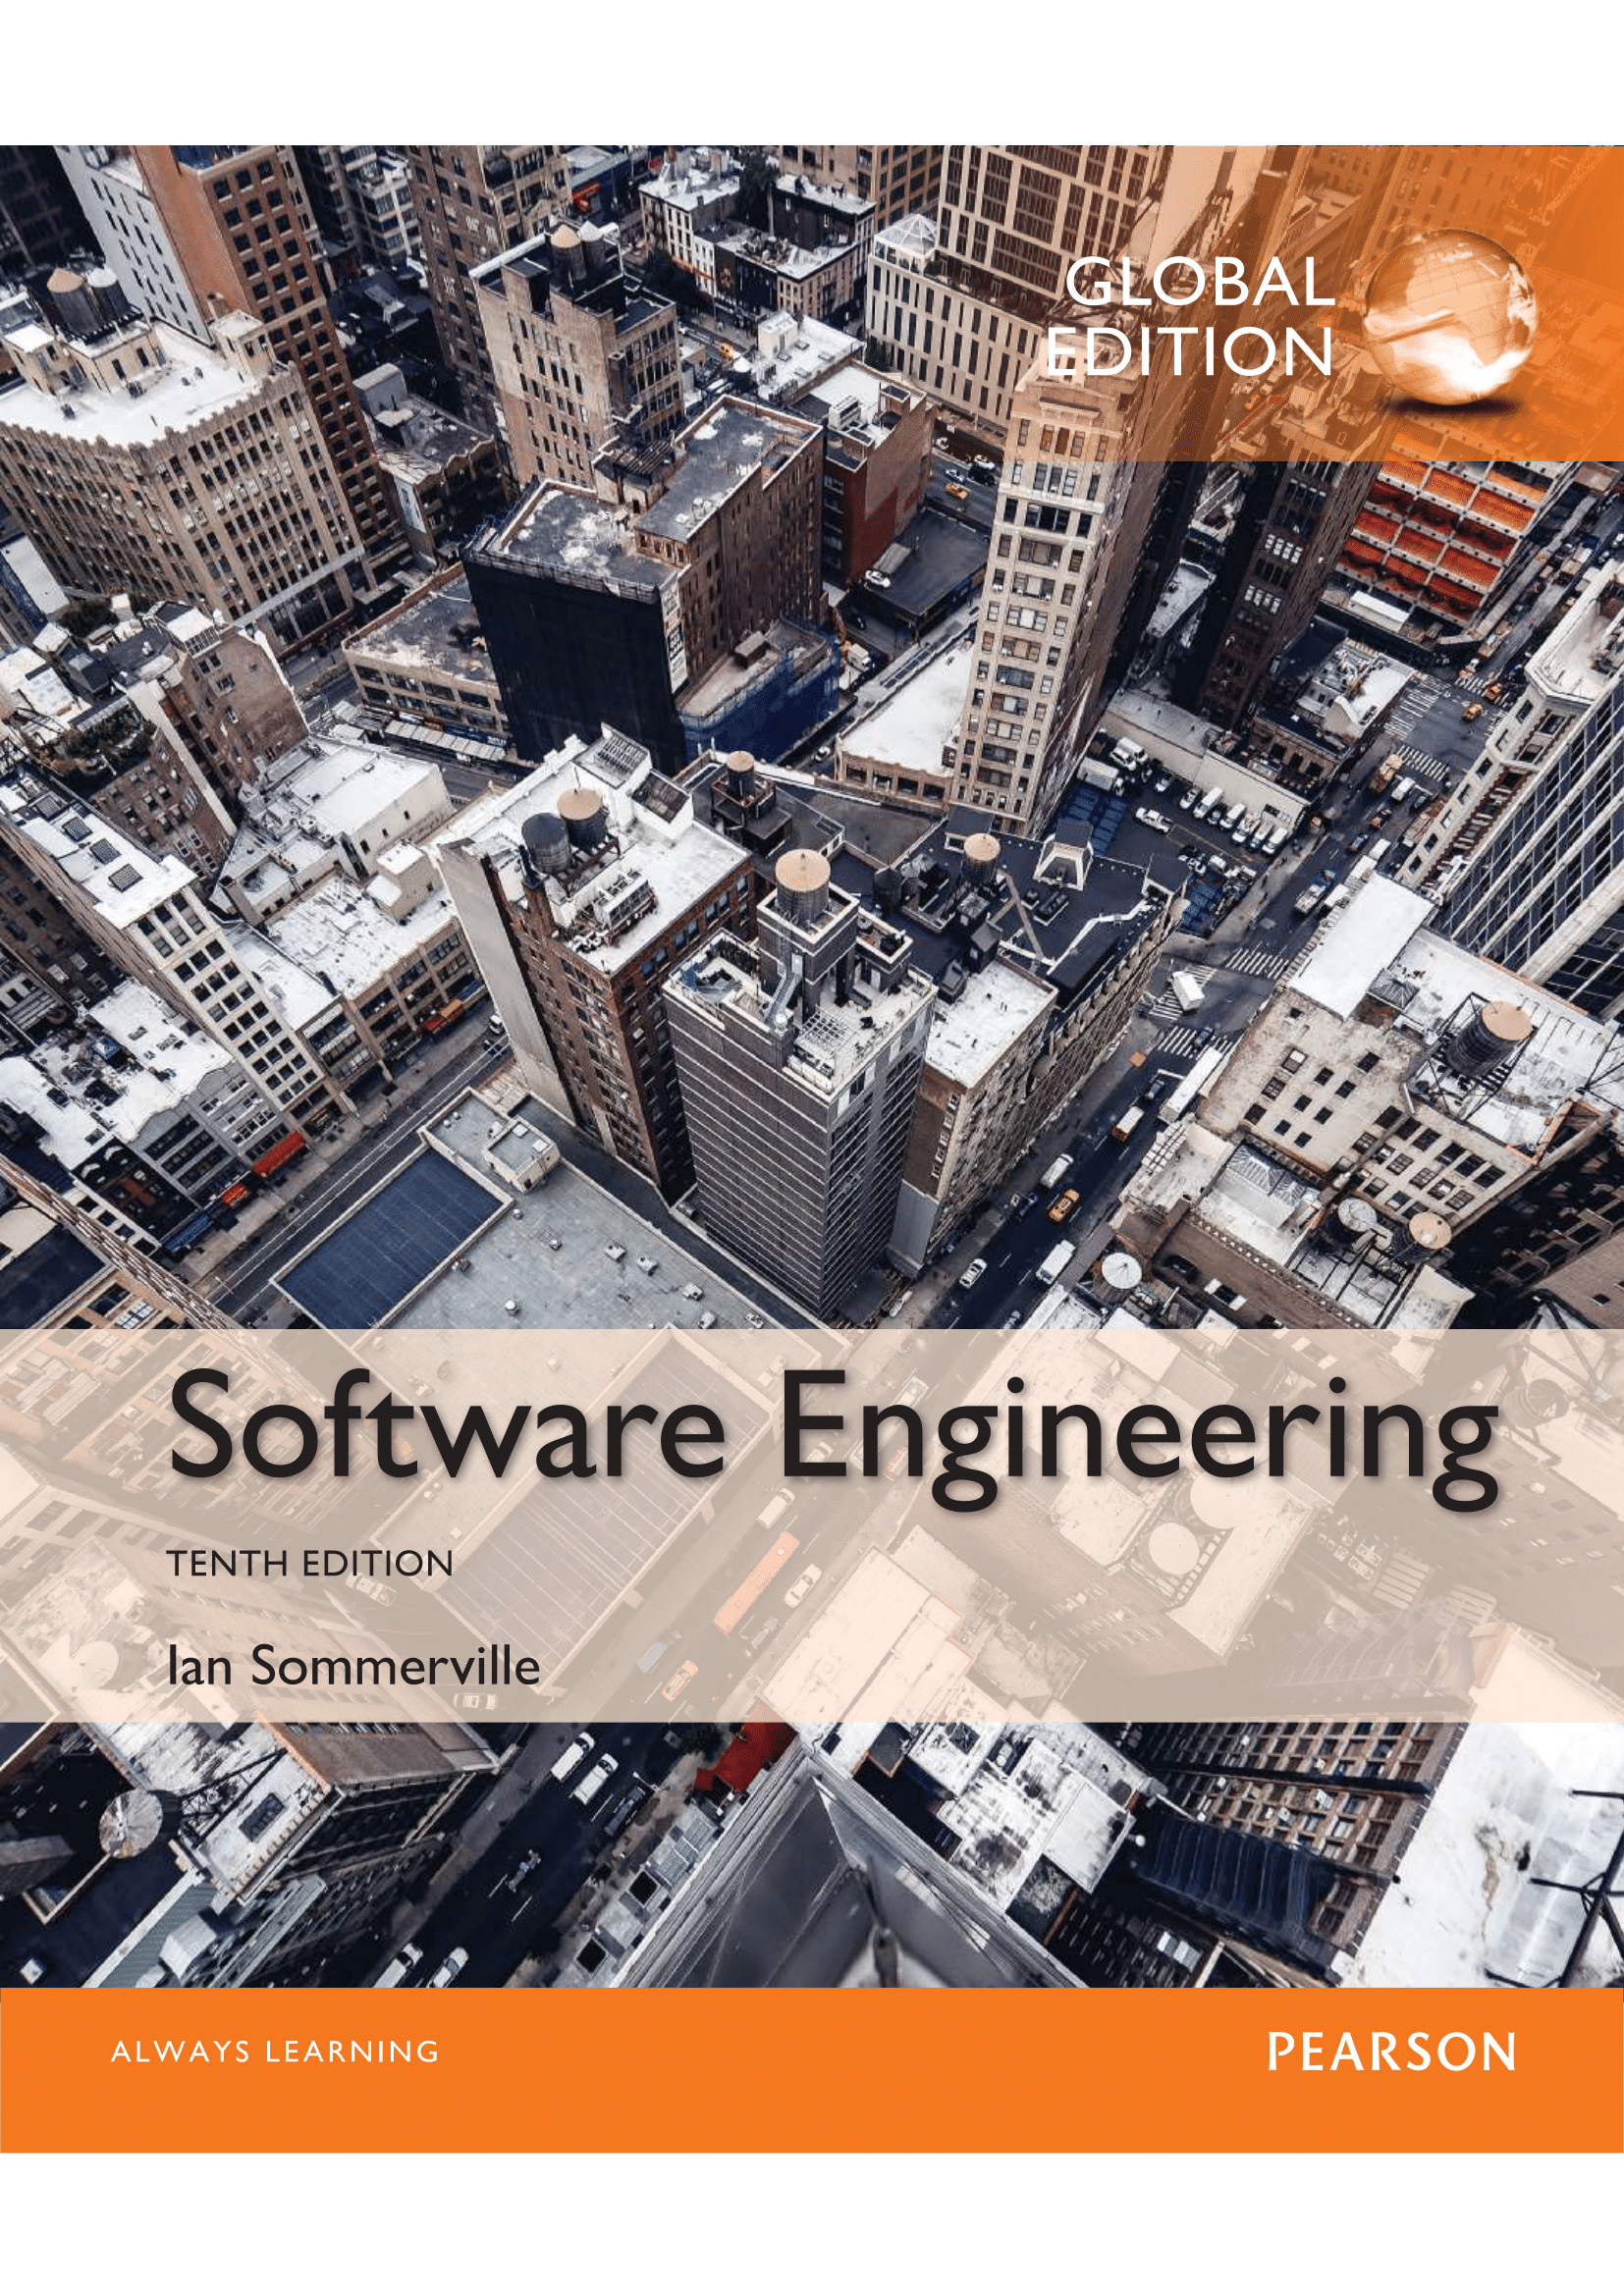 GLOBAL
EDITION
Software Engineering
TENTH EDITION
Ian Sommerville
ALWAYS LEARNING
PEARSON